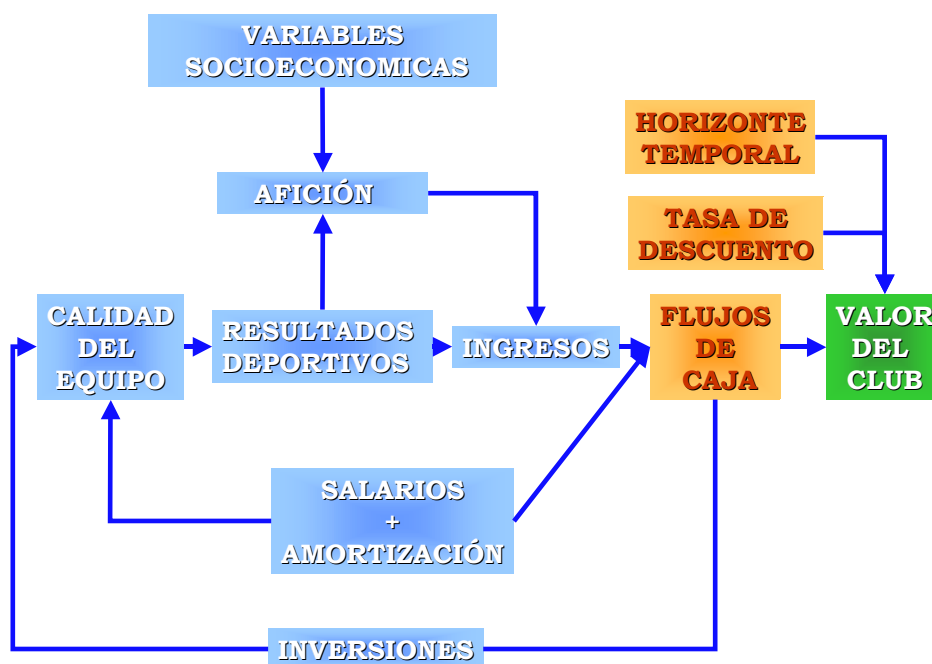 VARIABLES
SOCIOECONOMICAS
HORIZONTE
TEMPORAL
AFICIÓN
TASA DE
DESCUENTO
CALIDAD
DEL
EQUIPO
RESULTADOS
DEPORTIVOS
INGRESOS
FLUJOS
DE
CAJA
VALOR
DEL
CLUB
SALARIOS
+
AMORTIZACIÓN
INVERSIONES